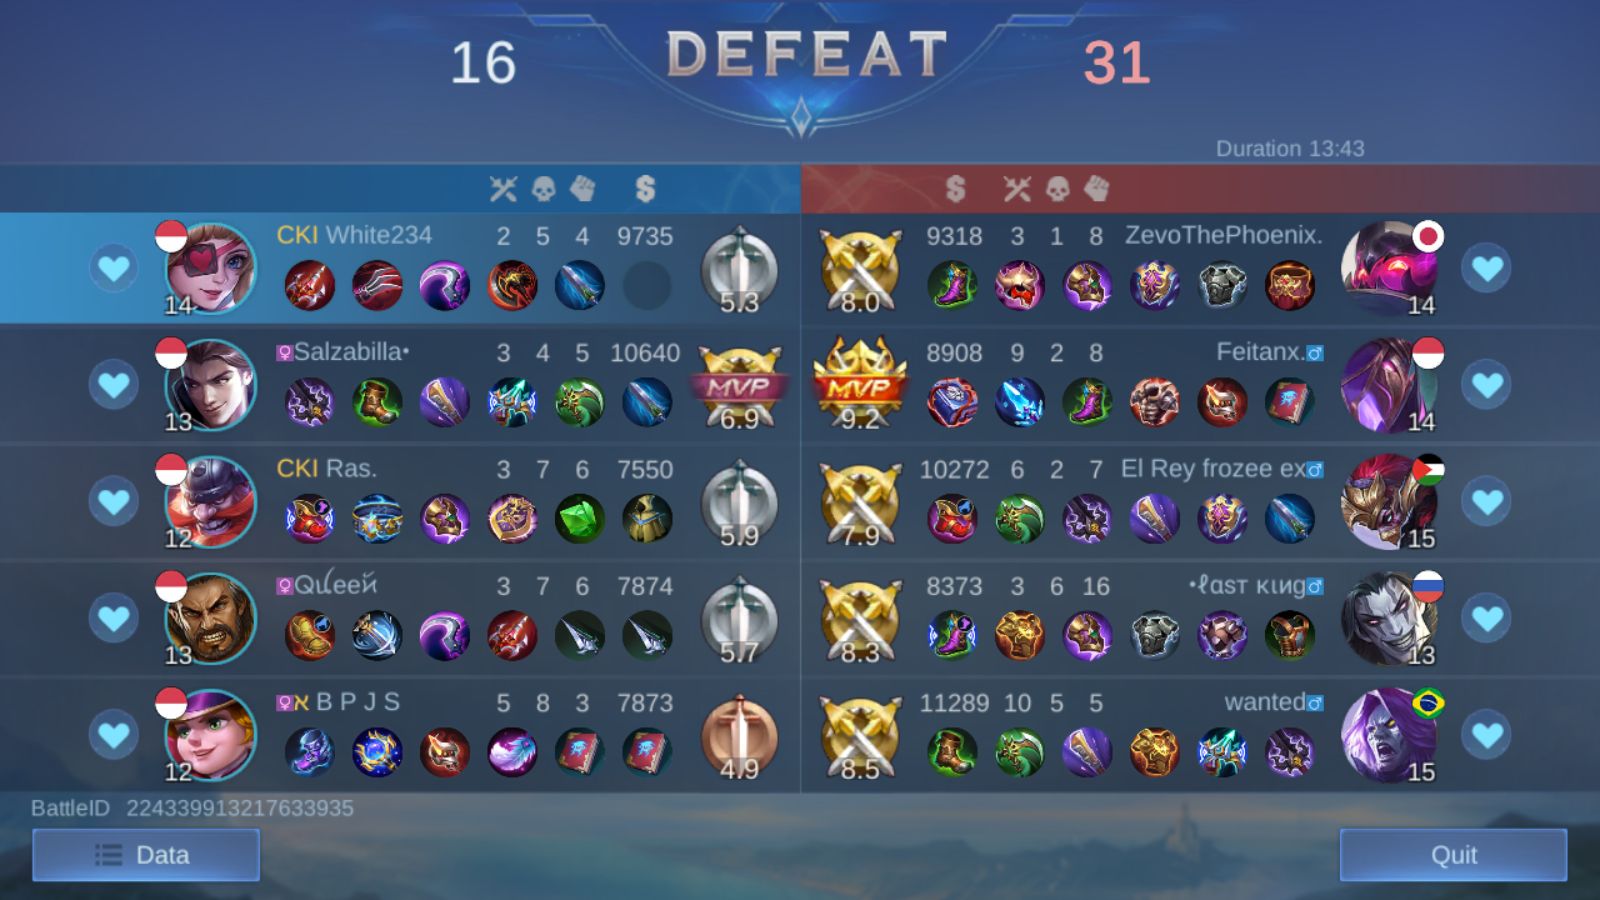 16 DEFEAT 31
Duration 13:43
CKI White234 2 5 4 9735
14 5.3
9318 3 1 8 ZevoThePhoenix.
8.0 14
♀Salzabilla• 3 4 5 10640
13 MVP 6.9
8908 9 2 8 Feitanx.♂
MVP 9.2 14
CKI Ras. 3 7 6 7550
12 5.9
10272 6 2 7 El Rey frozee ex♂
7.9 15
3 7 6 7874
13 5.7
8373 3 6 16 •ℓαѕт кιиg♂
8.3 13
♀א B P J S 5 8 3 7873
12 4.9
11289 10 5 5 wanted♂
8.5 15
BattleID 224339913217633935
Data
Quit